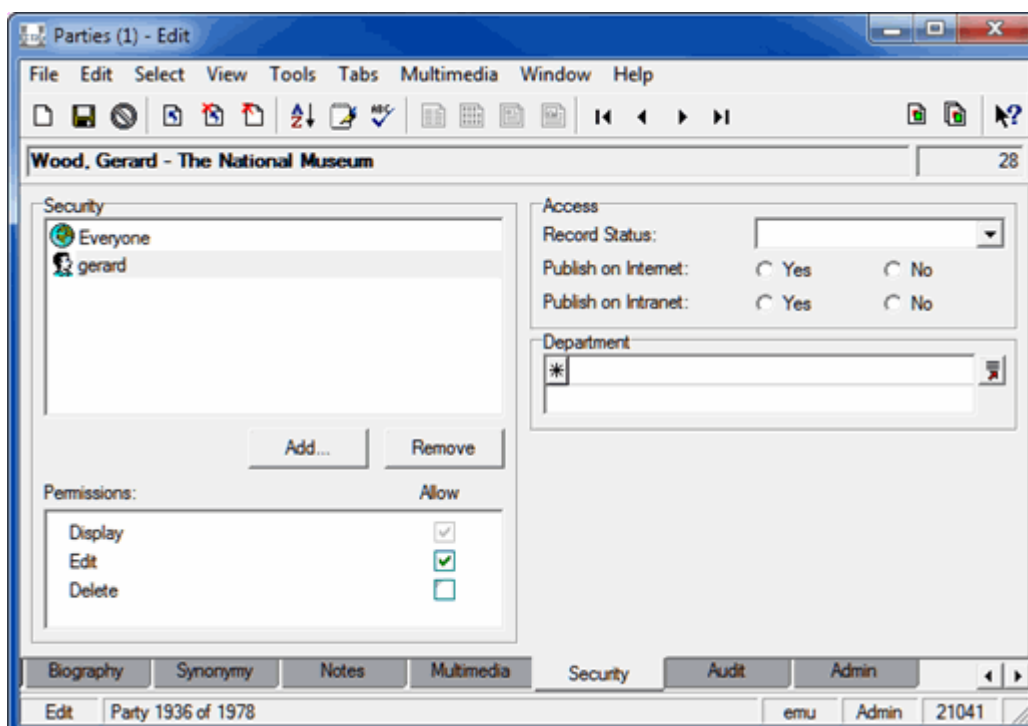 Parties (1) - Edit
File Edit Select View Tools Tabs Multimedia Window Help
Wood, Gerard - The National Museum 28
Security
Everyone
gerard
Add... Remove
Permissions: Allow
Display
Edit
Delete
Access
Record Status:
Publish on Internet: Yes No
Publish on Intranet: Yes No
Department
Biography Synonymy Notes Multimedia Security Audit Admin
Edit Party 1936 of 1978 emu Admin 21041